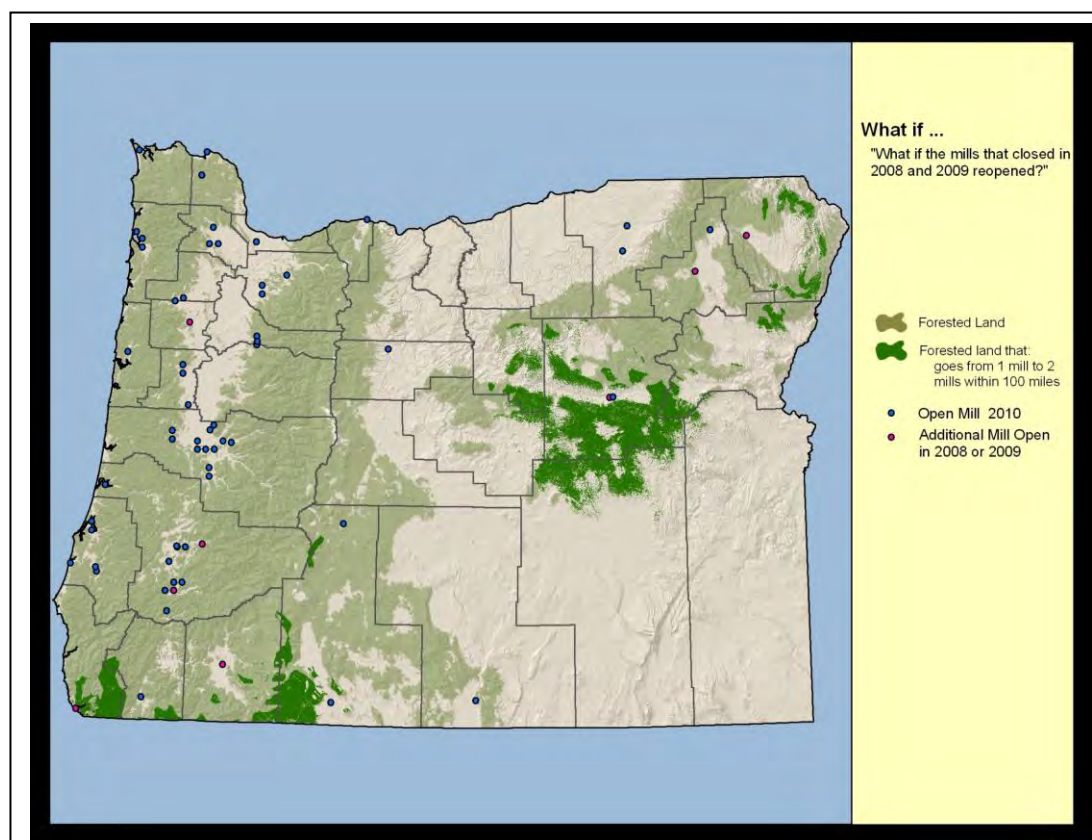 What if ...
"What if the mills that closed in
2008 and 2009 reopened?"
Forested Land
Forested land that:
goes from 1 mill to 2
mills within 100 miles
Open Mill 2010
Additional Mill Open
in 2008 or 2009